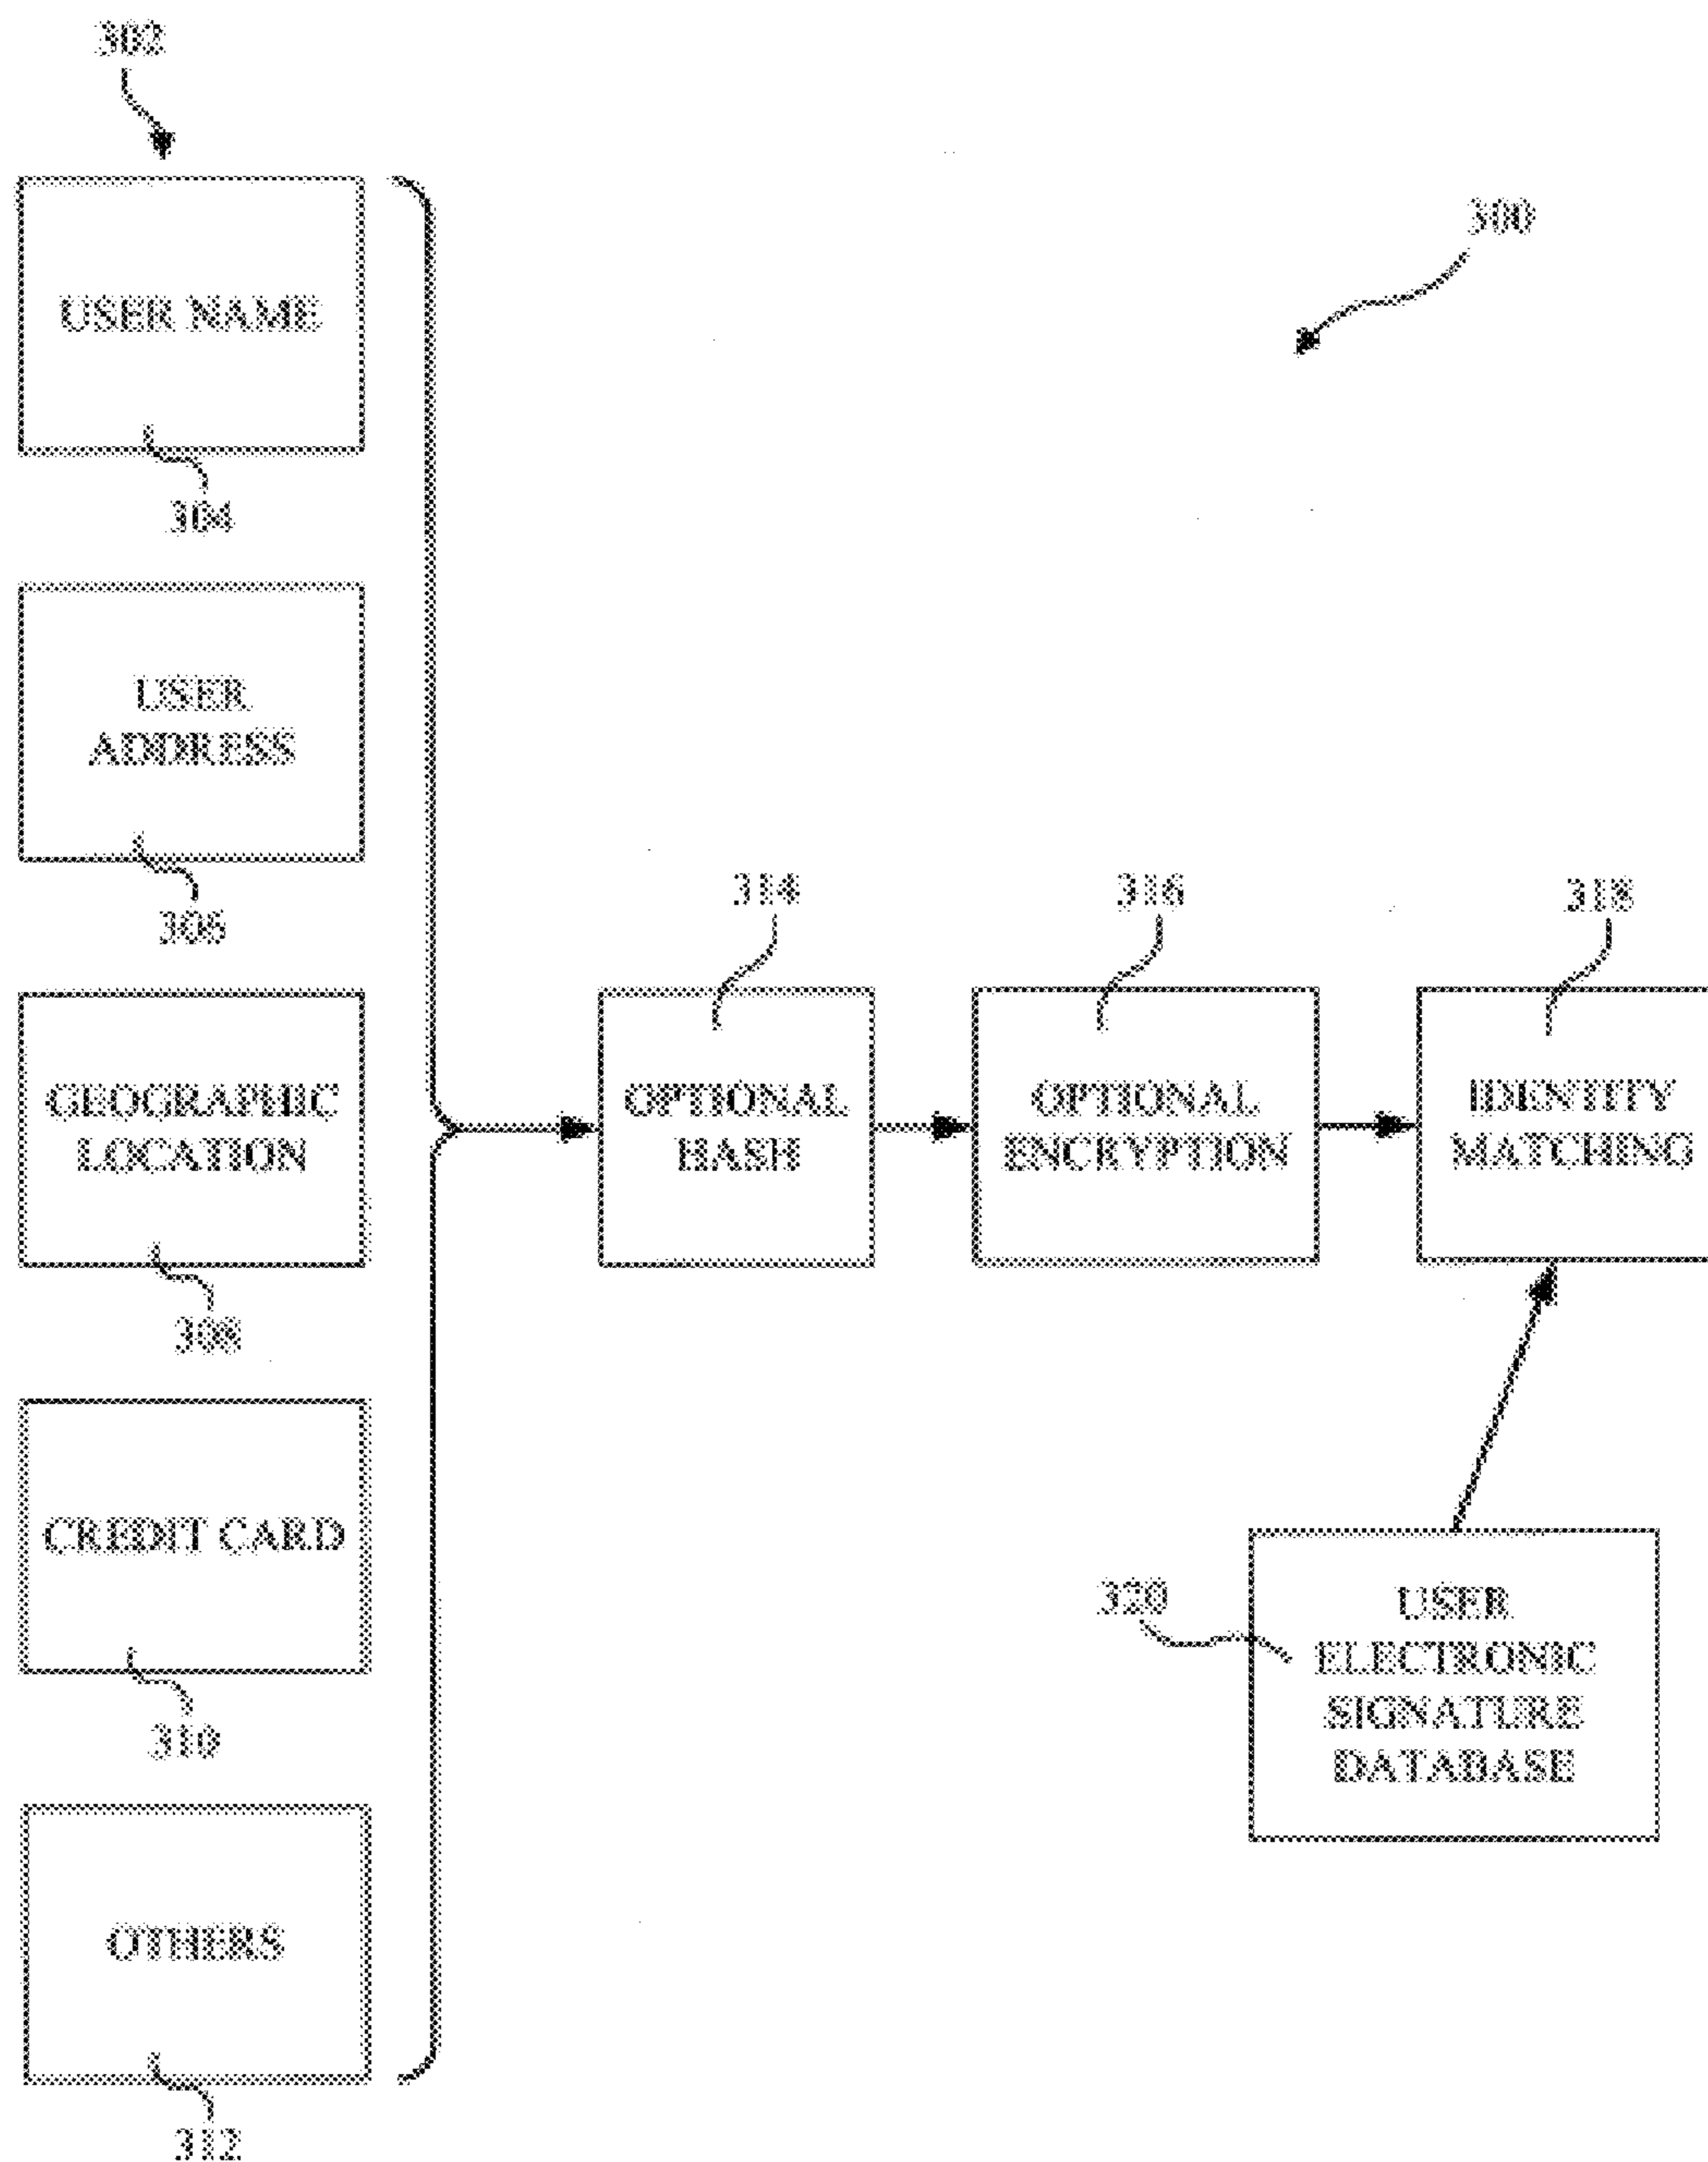 302
300
USER NAME
304
USER
ADDRESS
306
GEOGRAPHIC
LOCATION
308
CREDIT CARD
310
OTHERS
312
314
OPTIONAL
HASH
316
OPTIONAL
ENCRYPTION
318
IDENTITY
MATCHING
320
USER
ELECTRONIC
SIGNATURE
DATABASE